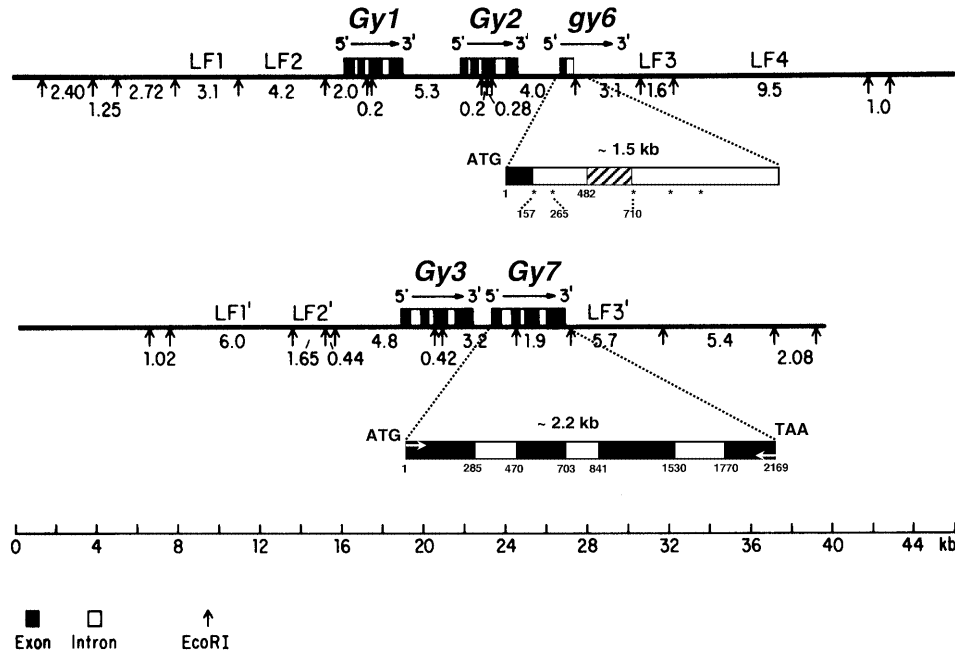 Gy1 Gy2 gy6
5' 3' 5' 3' 5' 3'
LF1 LF2 LF3 LF4
2.40 2.72 3.1 4.2 2.0 5.3 4.0 3.1 1.6 9.5
1.25 0.2 0.2 0.28 1.0
~ 1.5 kb
ATG
1 * * 482 * * *
157 265 710
Gy3 Gy7
5' 3' 5' 3'
LF1' LF2' LF3'
6.0 4.8 3.2 1.9 5.7 5.4
1.02 1.65 0.44 0.42 2.08
~ 2.2 kb
ATG TAA
1 285 470 703 841 1530 1770 2169
0 4 8 12 16 20 24 28 32 36 40 44 kb
Exon Intron EcoRI